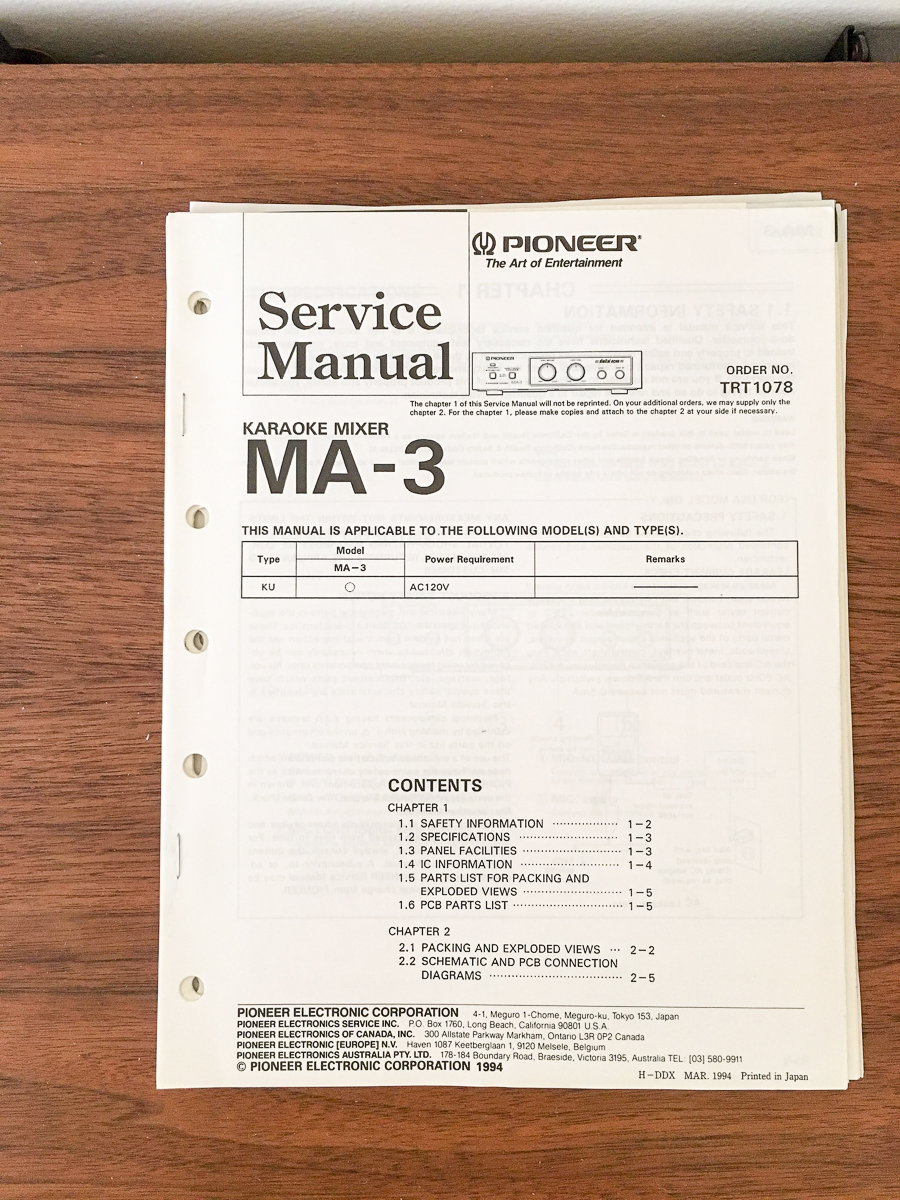 PIONEER®
The Art of Entertainment
Service
Manual
PIONEER
digital echo
ORDER NO.
TRT1078
The chapter 1 of this Service Manual will not be reprinted. On your additional orders, we may supply only the
chapter 2. For the chapter 1, please make copies and attach to the chapter 2 at your side if necessary.
KARAOKE MIXER
MA-3
THIS MANUAL IS APPLICABLE TO THE FOLLOWING MODEL(S) AND TYPE(S).
Type Model Power Requirement Remarks
MA-3
KU ○ AC120V ————
CONTENTS
CHAPTER 1
1.1 SAFETY INFORMATION ·················· 1-2
1.2 SPECIFICATIONS ·························· 1-3
1.3 PANEL FACILITIES ························ 1-3
1.4 IC INFORMATION ························· 1-4
1.5 PARTS LIST FOR PACKING AND
EXPLODED VIEWS ························ 1-5
1.6 PCB PARTS LIST ··························· 1-5
CHAPTER 2
2.1 PACKING AND EXPLODED VIEWS ··· 2-2
2.2 SCHEMATIC AND PCB CONNECTION
DIAGRAMS ································· 2-5
PIONEER ELECTRONIC CORPORATION 4-1, Meguro 1-Chome, Meguro-ku, Tokyo 153, Japan
PIONEER ELECTRONICS SERVICE INC. P.O. Box 1760, Long Beach, California 90801 U.S.A.
PIONEER ELECTRONICS OF CANADA, INC. 300 Allstate Parkway Markham, Ontario L3R 0P2 Canada
PIONEER ELECTRONIC [EUROPE] N.V. Haven 1087 Keetberglaan 1, 9120 Melsele, Belgium
PIONEER ELECTRONICS AUSTRALIA PTY. LTD. 178-184 Boundary Road, Braeside, Victoria 3195, Australia TEL: [03] 580-9911
© PIONEER ELECTRONIC CORPORATION 1994
H-DDX MAR. 1994 Printed in Japan